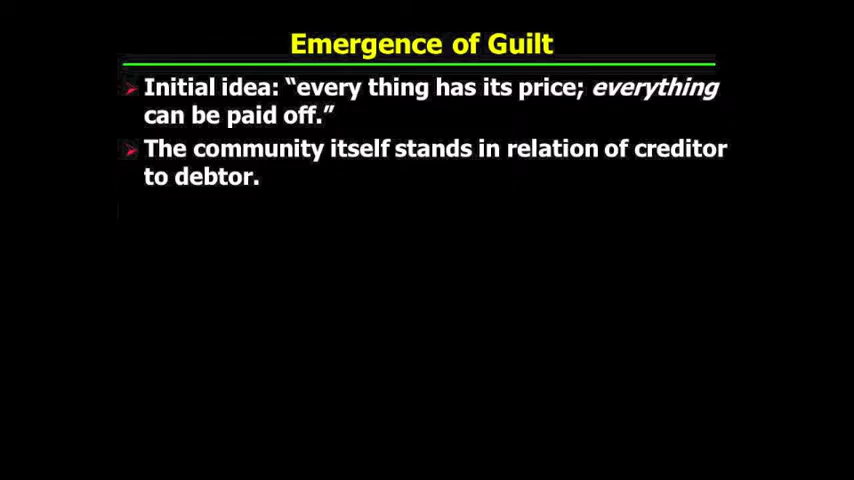 Emergence of Guilt
Initial idea: “every thing has its price; everything
can be paid off.”
The community itself stands in relation of creditor
to debtor.